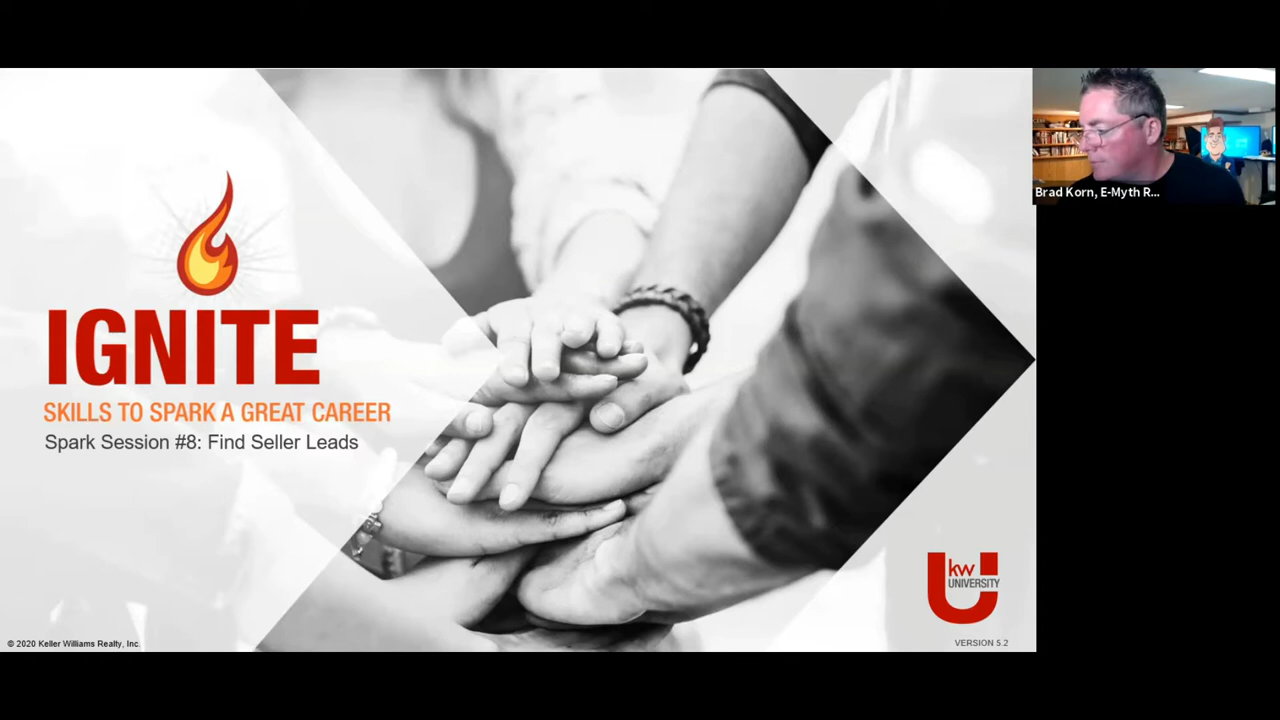 Brad Korn, E-Myth R...
IGNITE
SKILLS TO SPARK A GREAT CAREER
Spark Session #8: Find Seller Leads
kw
UNIVERSITY
© 2020 Keller Williams Realty, Inc.
VERSION 5.2